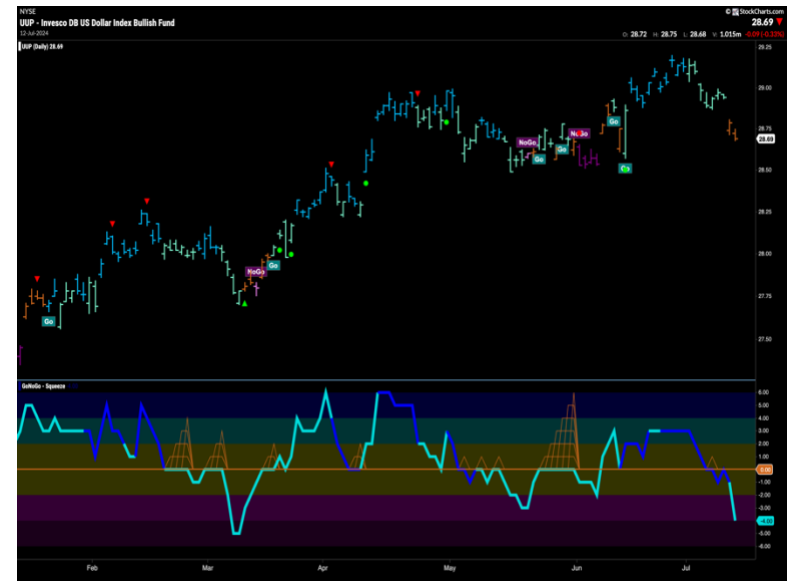 NYSE
© StockCharts.com
UUP - Invesco DB US Dollar Index Bullish Fund
28.69
12-Jul-2024
O: 28.72 H: 28.75 L: 28.68 V: 1.015m -0.09 (-0.33%)
UUP (Daily) 28.69
29.25
29.00
28.75
28.69
28.50
28.25
28.00
27.75
27.50
NoGo
NoGo
Go
Go
Go
Go
NoGo
Go
Go
GoNoGo - Squeeze
6.00
5.00
4.00
3.00
2.00
1.00
0.00
-1.00
-2.00
-3.00
-4.00
-5.00
-6.00
Feb
Mar
Apr
May
Jun
Jul